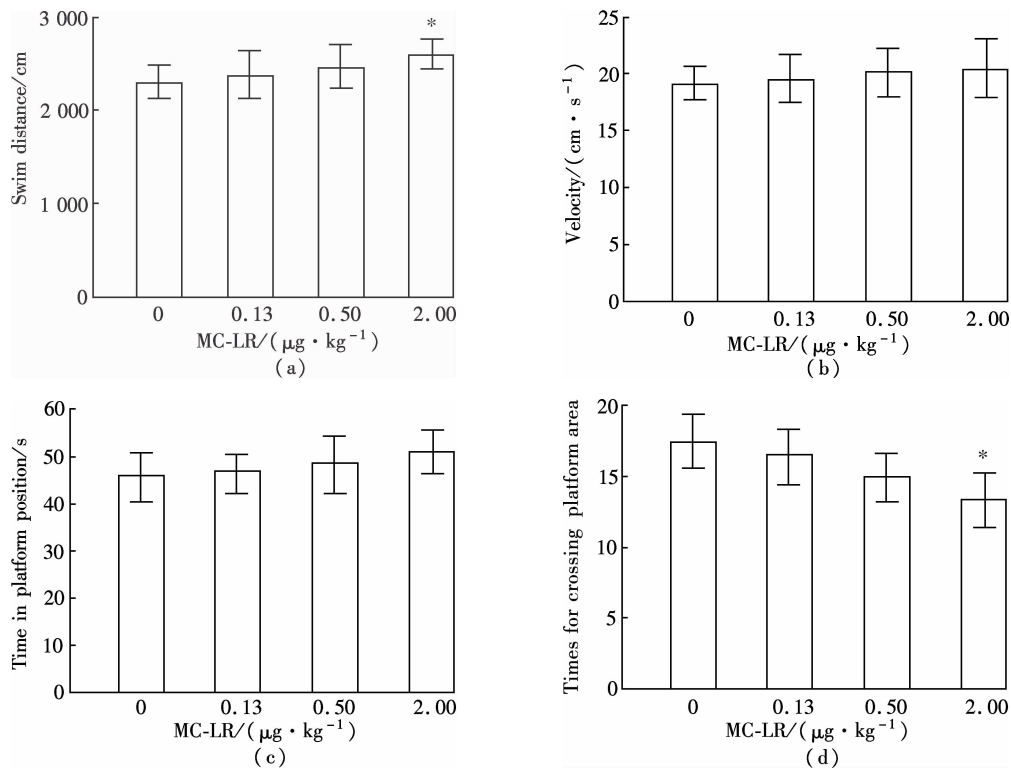 Swim distance/cm
3 000
2 000
1 000
0
*
0 0.13 0.50 2.00
MC-LR/(μg·kg⁻¹)
(a)
Velocity/(cm·s⁻¹)
25
20
15
10
5
0
0 0.13 0.50 2.00
MC-LR/(μg·kg⁻¹)
(b)
Time in platform position/s
60
50
40
30
20
10
0
0 0.13 0.50 2.00
MC-LR/(μg·kg⁻¹)
(c)
Times for crossing platform area
20
15
10
5
0
*
0 0.13 0.50 2.00
MC-LR/(μg·kg⁻¹)
(d)